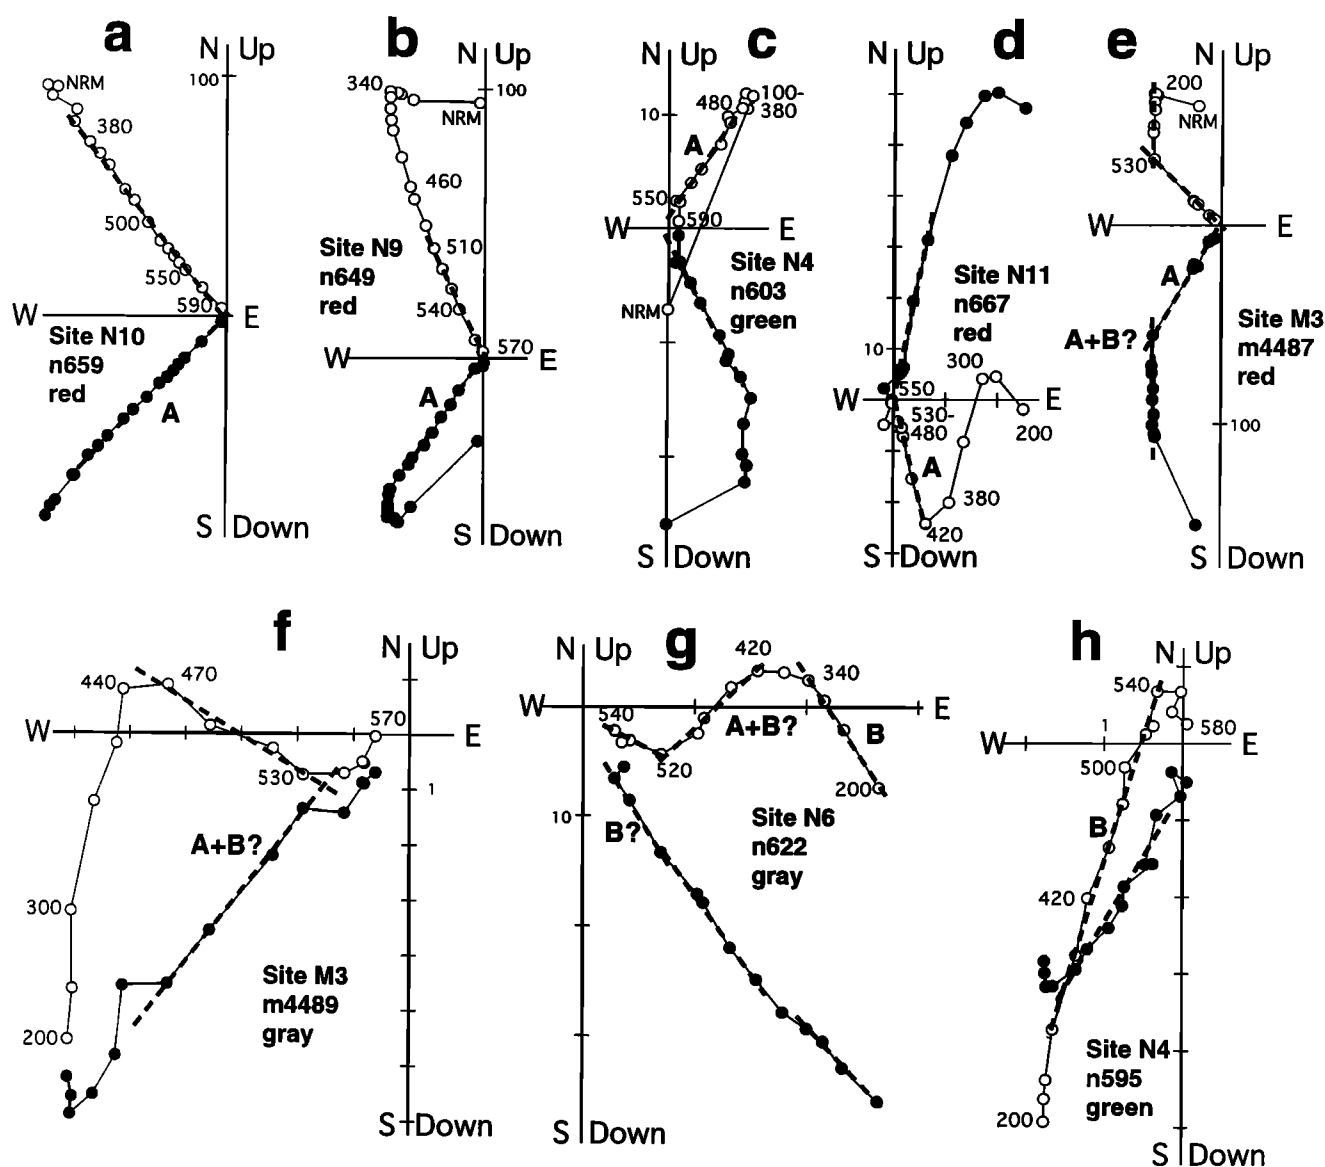 a
N Up
100
NRM
380
500
550
590
W E
Site N10
n659
red
A
S Down
b
N Up
340
100
NRM
460
Site N9
n649
red
510
540
570
W E
A
S Down
c
N Up
10
480
100-
380
A
550
590
W E
Site N4
n603
green
NRM
S Down
d
N Up
Site N11
n667
red
10
300
550
W E
530-
480
200
A
380
420
S Down
e
N Up
200
NRM
530
W E
A
A+B?
Site M3
m4487
red
100
S Down
f
N Up
440
470
570
W E
530
1
A+B?
300
Site M3
m4489
gray
200
S Down
g
N Up
420
340
W E
540
A+B?
B
520
200
10
B?
Site N6
n622
gray
S Down
h
N Up
540
1
580
W E
500
B
420
Site N4
n595
green
200
S Down